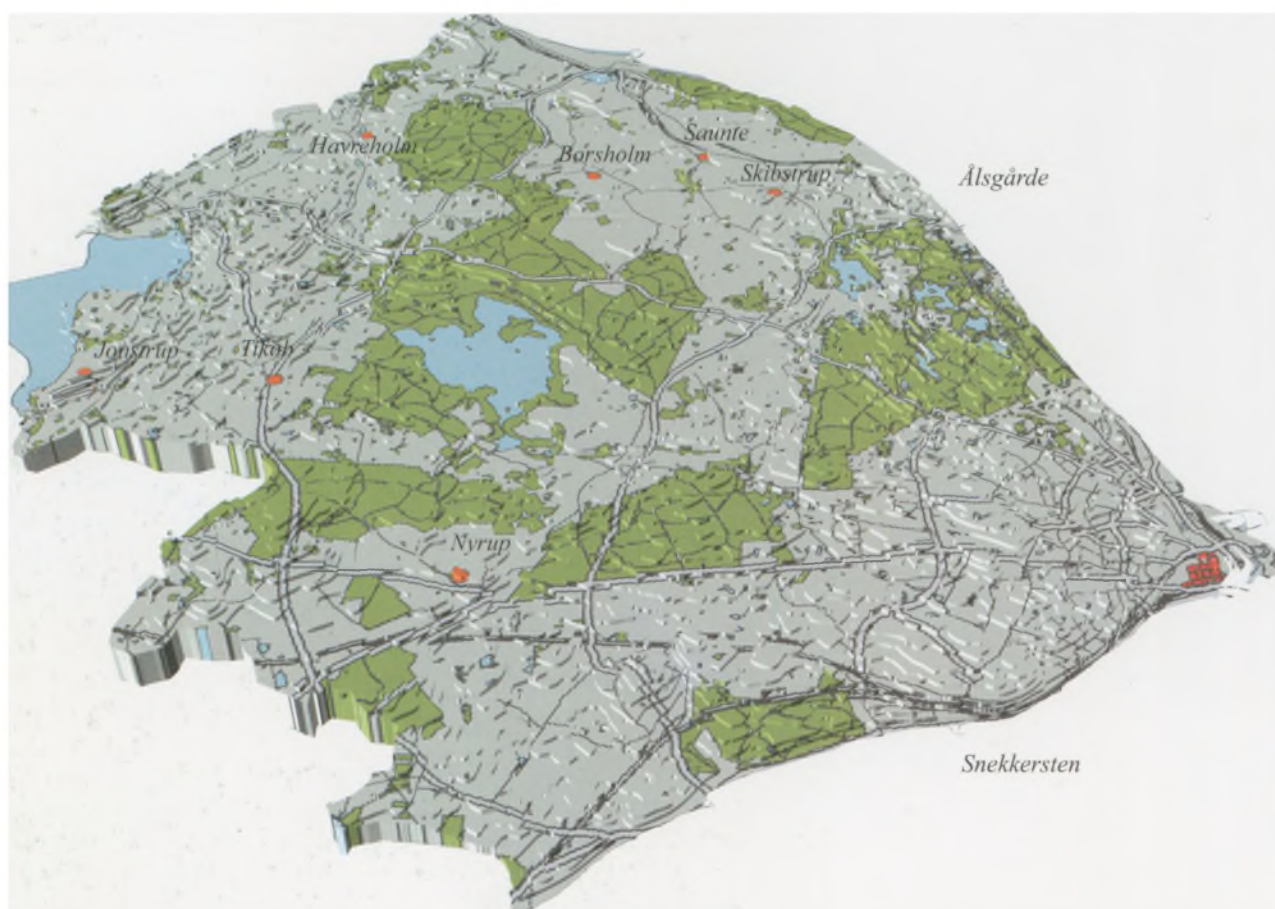 Saunte
Havreholm
Borsholm
Skibstrup
Ålsgårde
Jonstrup
Tikøb
Nyrup
Snekkersten